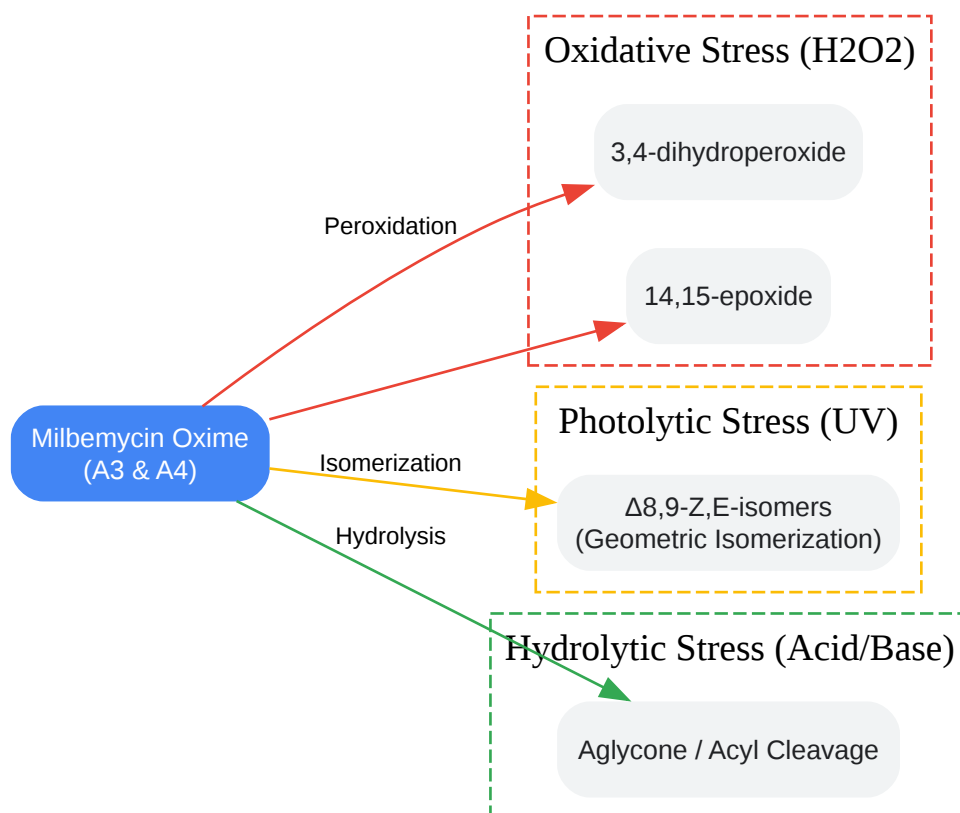 Oxidative Stress (H2O2)
3,4-dihydroperoxide
Peroxidation
14,15-epoxide
Milbemycin Oxime
(A3 & A4)
Photolytic Stress (UV)
Isomerization
Δ8,9-Z,E-isomers
(Geometric Isomerization)
Hydrolysis
Hydrolytic Stress (Acid/Base)
Aglycone / Acyl Cleavage